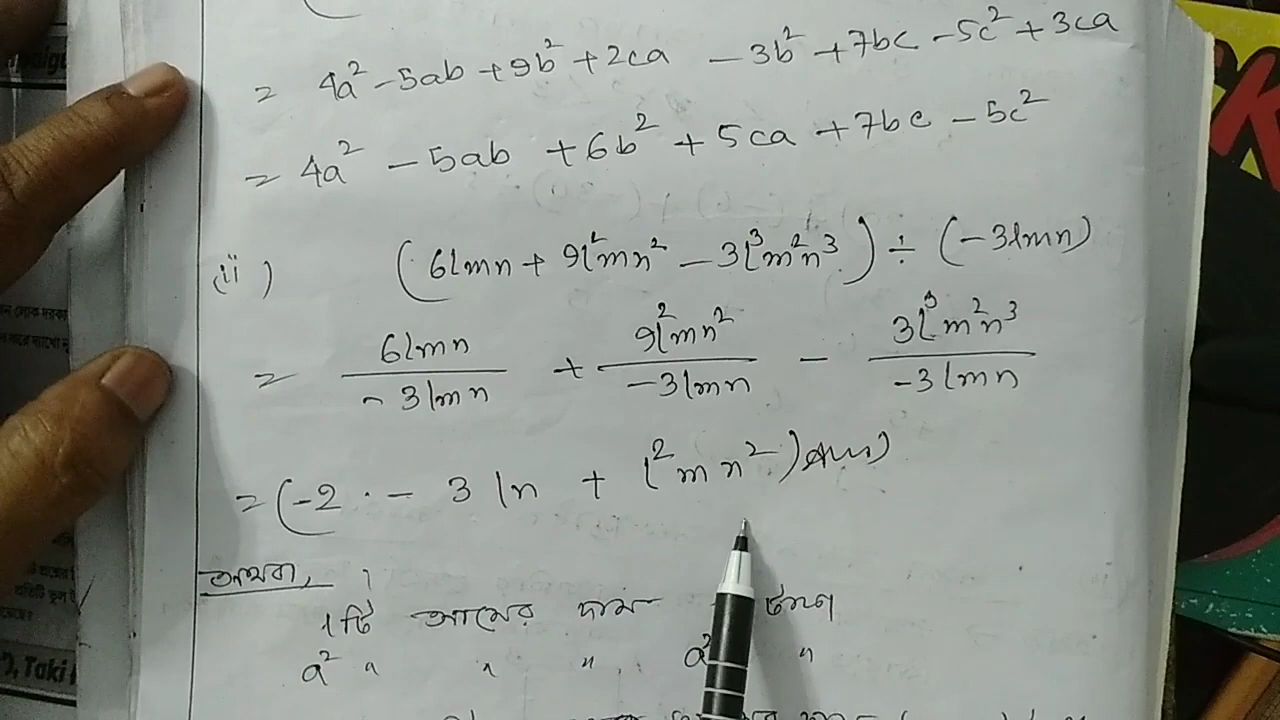 = 4a² - 5ab + 9b² + 2ca - 3b² + 7bc - 5c² + 3ca
= 4a² - 5ab + 6b² + 5ca + 7bc - 5c²
(ii) (6lmn + 9l²mn² - 3l³m²n³) ÷ (-3lmn)
= 6lmn/-3lmn + 9l²mn²/-3lmn - 3l³m²n³/-3lmn
= (-2 - 3ln + l²mn²) Ans)
অথবা,
1টি আমের দাম টাকা
a² " " " a² "
), Taki